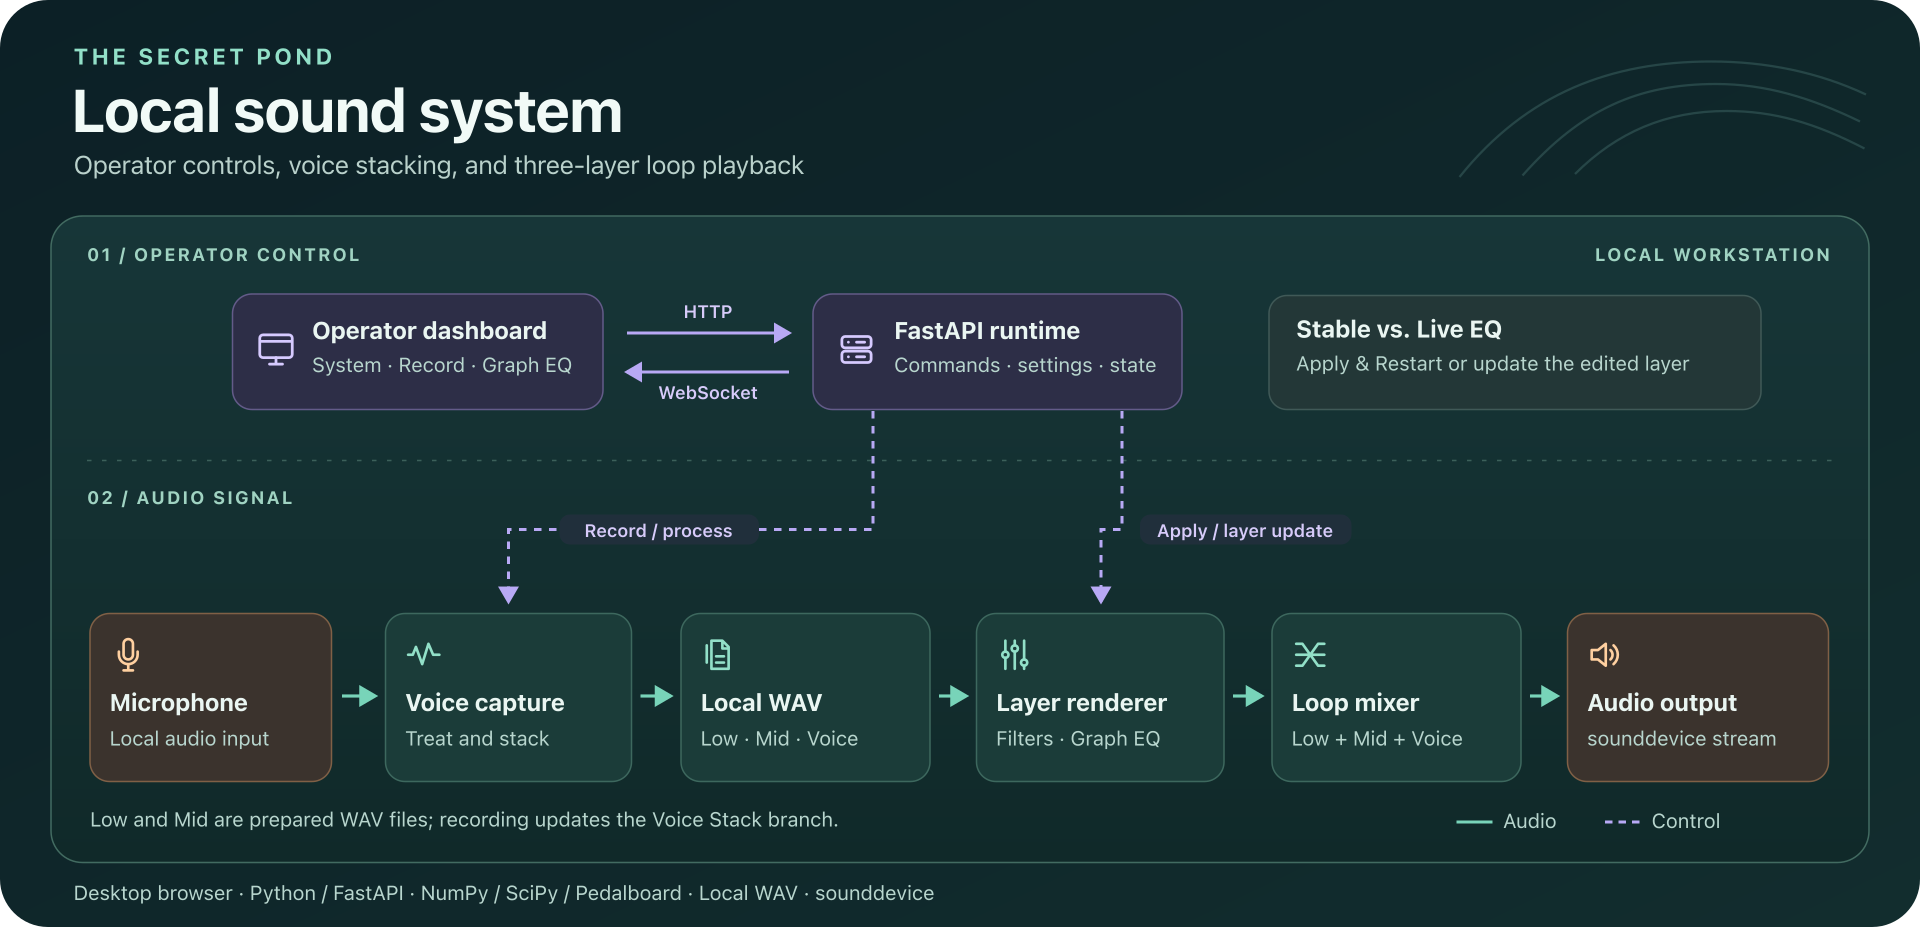 THE SECRET POND
Local sound system
Operator controls, voice stacking, and three-layer loop playback
01 / OPERATOR CONTROL
LOCAL WORKSTATION
Operator dashboard
System · Record · Graph EQ
HTTP
WebSocket
FastAPI runtime
Commands · settings · state
Stable vs. Live EQ
Apply & Restart or update the edited layer
02 / AUDIO SIGNAL
Record / process
Apply / layer update
Microphone
Local audio input
Voice capture
Treat and stack
Local WAV
Low · Mid · Voice
Layer renderer
Filters · Graph EQ
Loop mixer
Low + Mid + Voice
Audio output
sounddevice stream
Low and Mid are prepared WAV files; recording updates the Voice Stack branch.
Audio
Control
Desktop browser · Python / FastAPI · NumPy / SciPy / Pedalboard · Local WAV · sounddevice